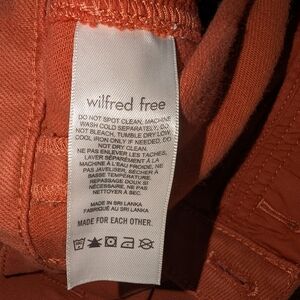 wilfred free
DO NOT SPOT CLEAN, MACHINE
WASH COLD SEPARATELY, DO
NOT BLEACH, TUMBLE DRY LOW,
COOL IRON ONLY IF NEEDED, DO
NOT DRY CLEAN.
NE PAS ENLEVER LES TACHES,
LAVER SÉPARÉMENT À LA
MACHINE À L'EAU FROIDE, NE
PAS JAVELISER, SÉCHER À
BASSE TEMPÉRATURE
REPASSAGE DOUX SI
NÉCESSAIRE, NE PAS
NETTOYER À SEC
MADE IN SRI LANKA
FABRIQUÉ AU SRI LANKA
MADE FOR EACH OTHER.